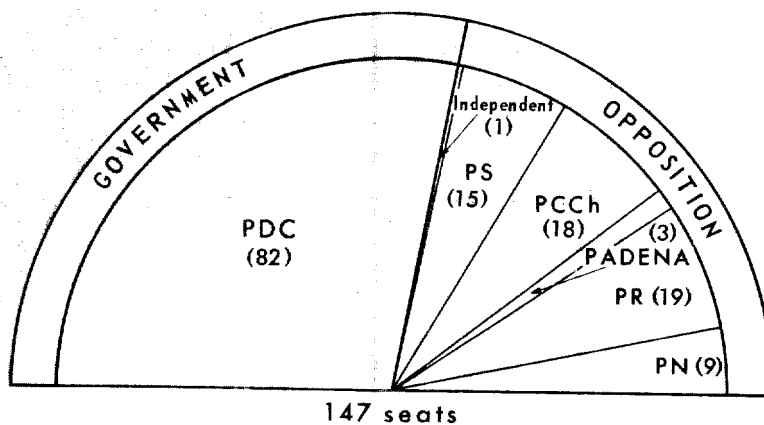 GOVERNMENT
OPPOSITION
Independent
(1)
PS
(15)
PCCh
(18)
(3)
PADENA
PDC
(82)
PR (19)
PN (9)
147 seats